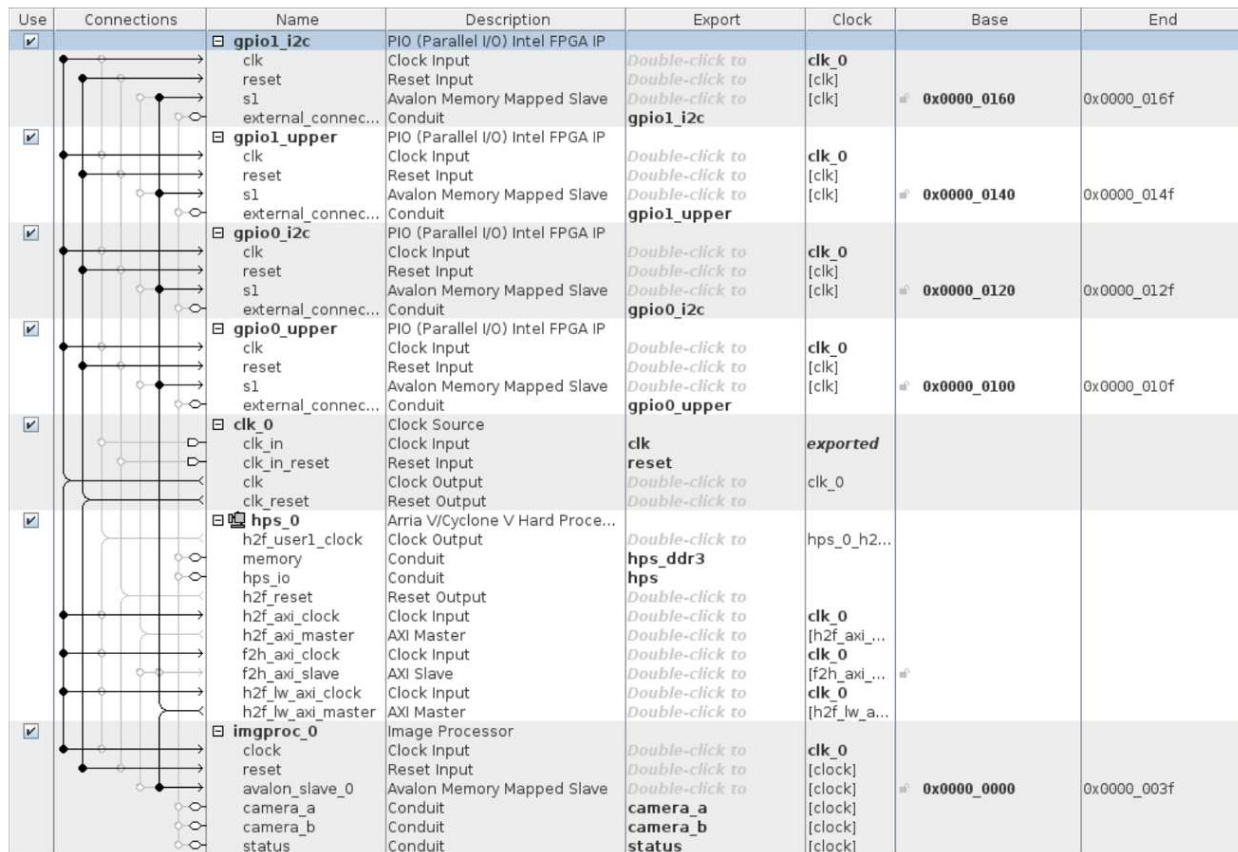 Use Connections Name Description Export Clock Base End
gpio1_i2c PIO (Parallel I/O) Intel FPGA IP
clk Clock Input Double-click to clk_0
reset Reset Input Double-click to [clk]
s1 Avalon Memory Mapped Slave Double-click to [clk] 0x0000_0160 0x0000_016f
external_connec... Conduit gpio1_i2c
gpio1_upper PIO (Parallel I/O) Intel FPGA IP
clk Clock Input Double-click to clk_0
reset Reset Input Double-click to [clk]
s1 Avalon Memory Mapped Slave Double-click to [clk] 0x0000_0140 0x0000_014f
external_connec... Conduit gpio1_upper
gpio0_i2c PIO (Parallel I/O) Intel FPGA IP
clk Clock Input Double-click to clk_0
reset Reset Input Double-click to [clk]
s1 Avalon Memory Mapped Slave Double-click to [clk] 0x0000_0120 0x0000_012f
external_connec... Conduit gpio0_i2c
gpio0_upper PIO (Parallel I/O) Intel FPGA IP
clk Clock Input Double-click to clk_0
reset Reset Input Double-click to [clk]
s1 Avalon Memory Mapped Slave Double-click to [clk] 0x0000_0100 0x0000_010f
external_connec... Conduit gpio0_upper
clk_0 Clock Source
clk_in Clock Input clk exported
clk_in_reset Reset Input reset
clk Clock Output Double-click to clk_0
clk_reset Reset Output Double-click to
hps_0 Arria V/Cyclone V Hard Proce...
h2f_user1_clock Clock Output Double-click to hps_0_h2...
memory Conduit hps_ddr3
hps_io Conduit hps
h2f_reset Reset Output Double-click to
h2f_axi_clock Clock Input Double-click to clk_0
h2f_axi_master AXI Master Double-click to [h2f_axi_...
f2h_axi_clock Clock Input Double-click to clk_0
f2h_axi_slave AXI Slave Double-click to [f2h_axi_...
h2f_lw_axi_clock Clock Input Double-click to clk_0
h2f_lw_axi_master AXI Master Double-click to [h2f_lw_a...
imgproc_0 Image Processor
clock Clock Input Double-click to clk_0
reset Reset Input Double-click to [clock]
avalon_slave_0 Avalon Memory Mapped Slave Double-click to [clock] 0x0000_0000 0x0000_003f
camera_a Conduit camera_a [clock]
camera_b Conduit camera_b [clock]
status Conduit status [clock]